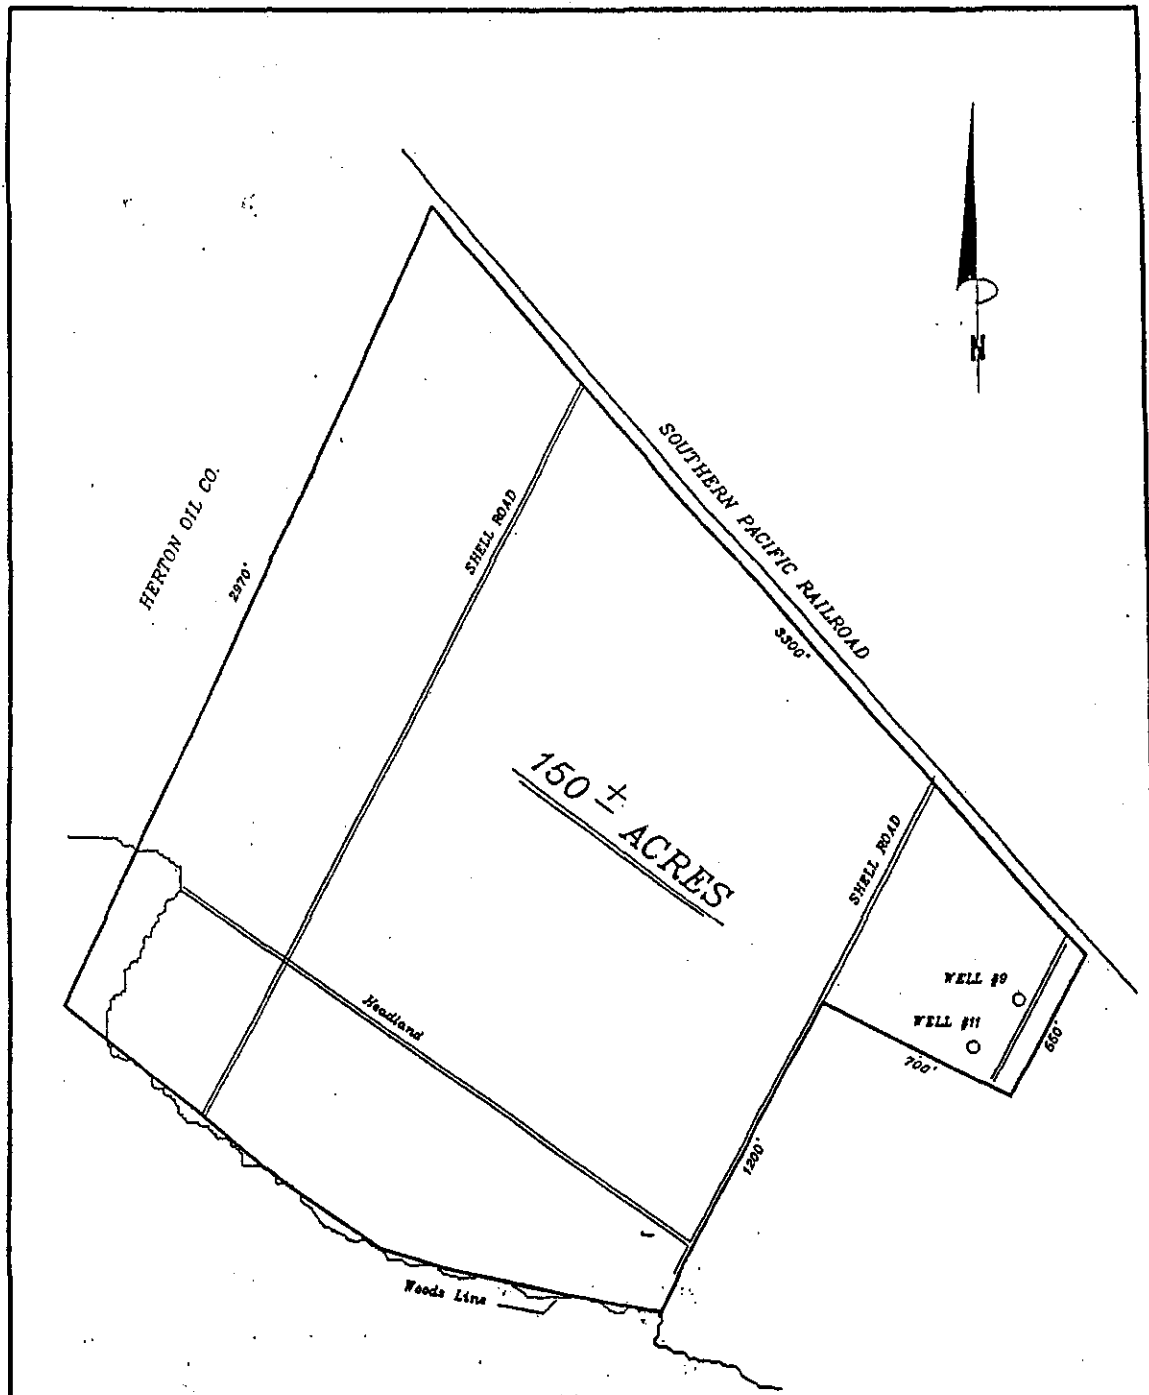 N
SOUTHERN PACIFIC RAILROAD
HERTON OIL CO.
2970'
SHELL ROAD
3300'
150 ± ACRES
SHELL ROAD
WELL #9
WELL #11
Headland
700'
1200'
Woods Line